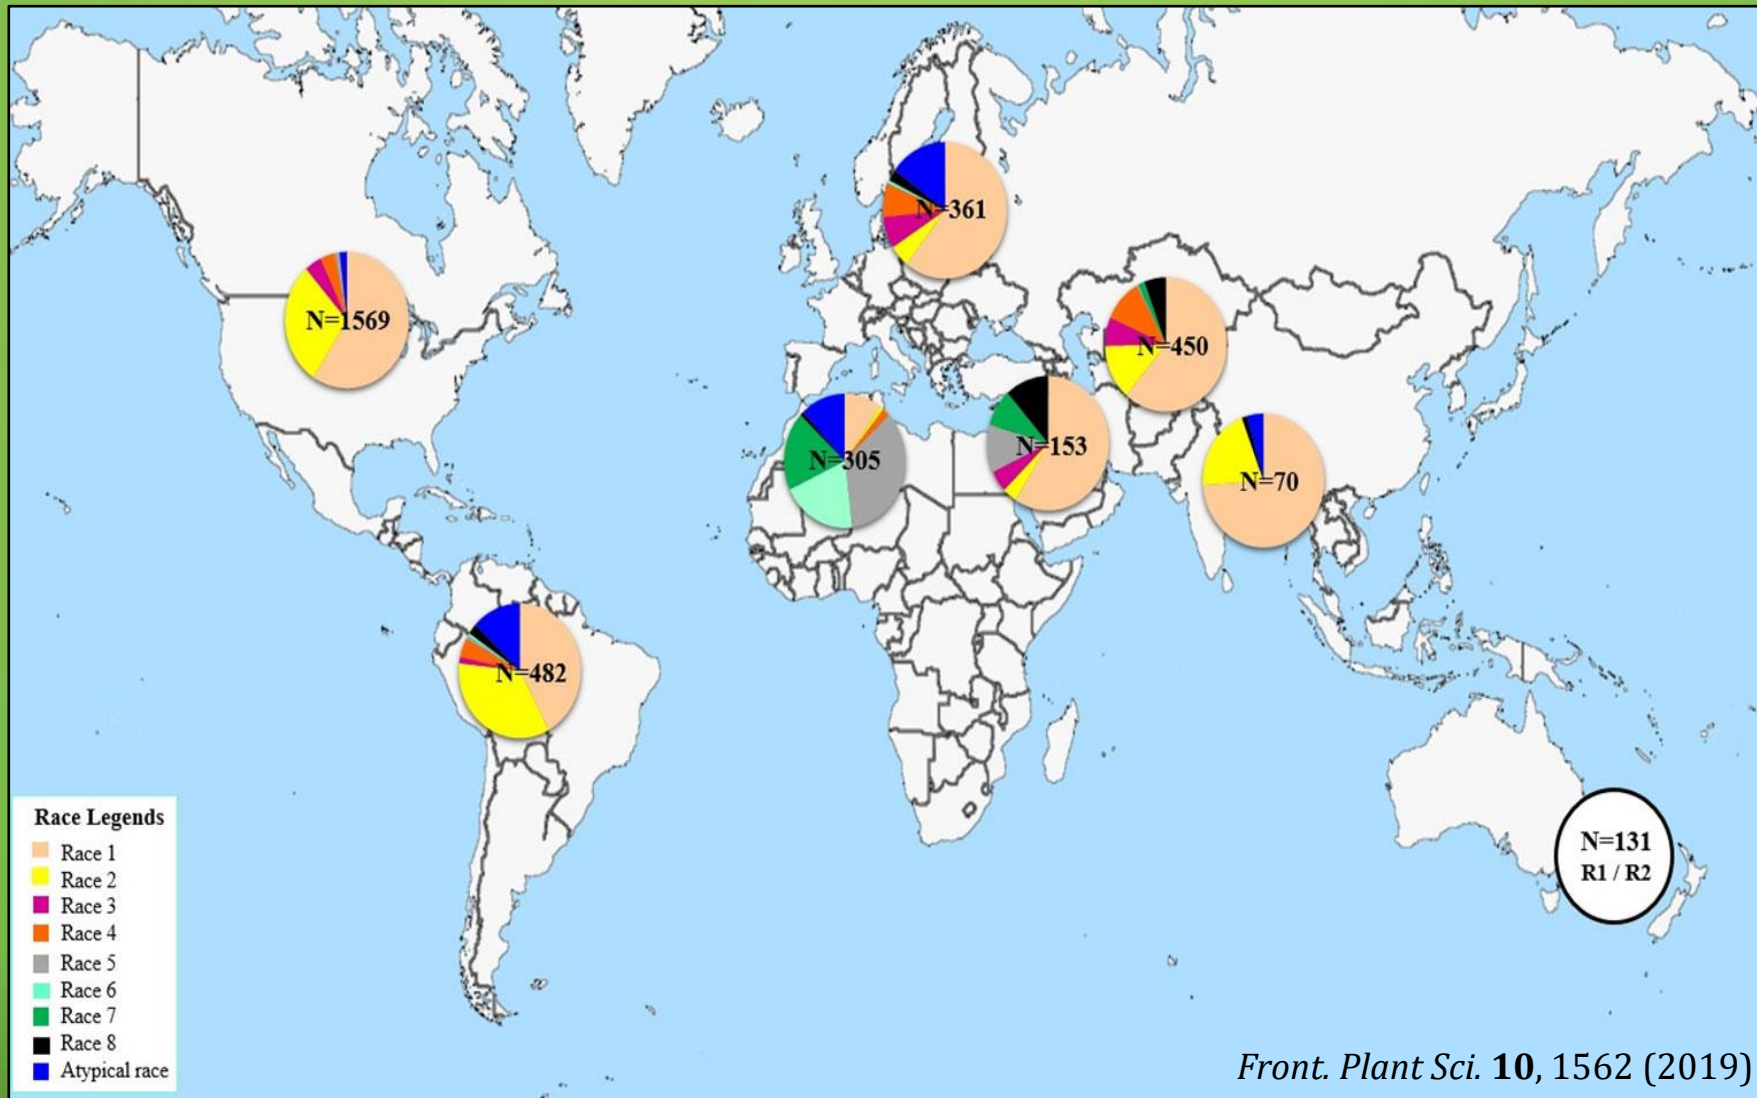 N=361
N=1569
N=450
N=305
N=153
N=70
N=482
N=131
R1 / R2
Race Legends
Race 1
Race 2
Race 3
Race 4
Race 5
Race 6
Race 7
Race 8
Atypical race
Front. Plant Sci. 10, 1562 (2019)